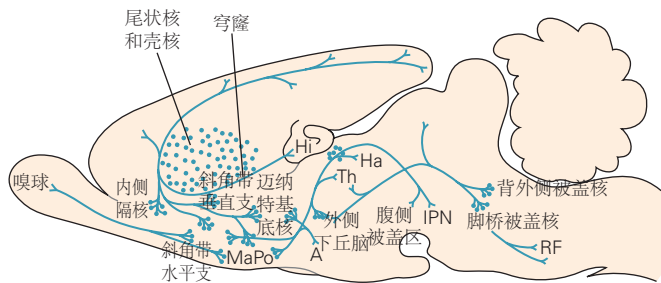 尾状核
和壳核
穹窿
Hi
Ha
Th
嗅球
内侧
隔核
斜角带
垂直支
迈纳
特基
底核
斜角带
水平支
MaPo
A
外侧
下丘脑
腹侧
被盖区
IPN
背外侧被盖核
脚桥被盖核
RF